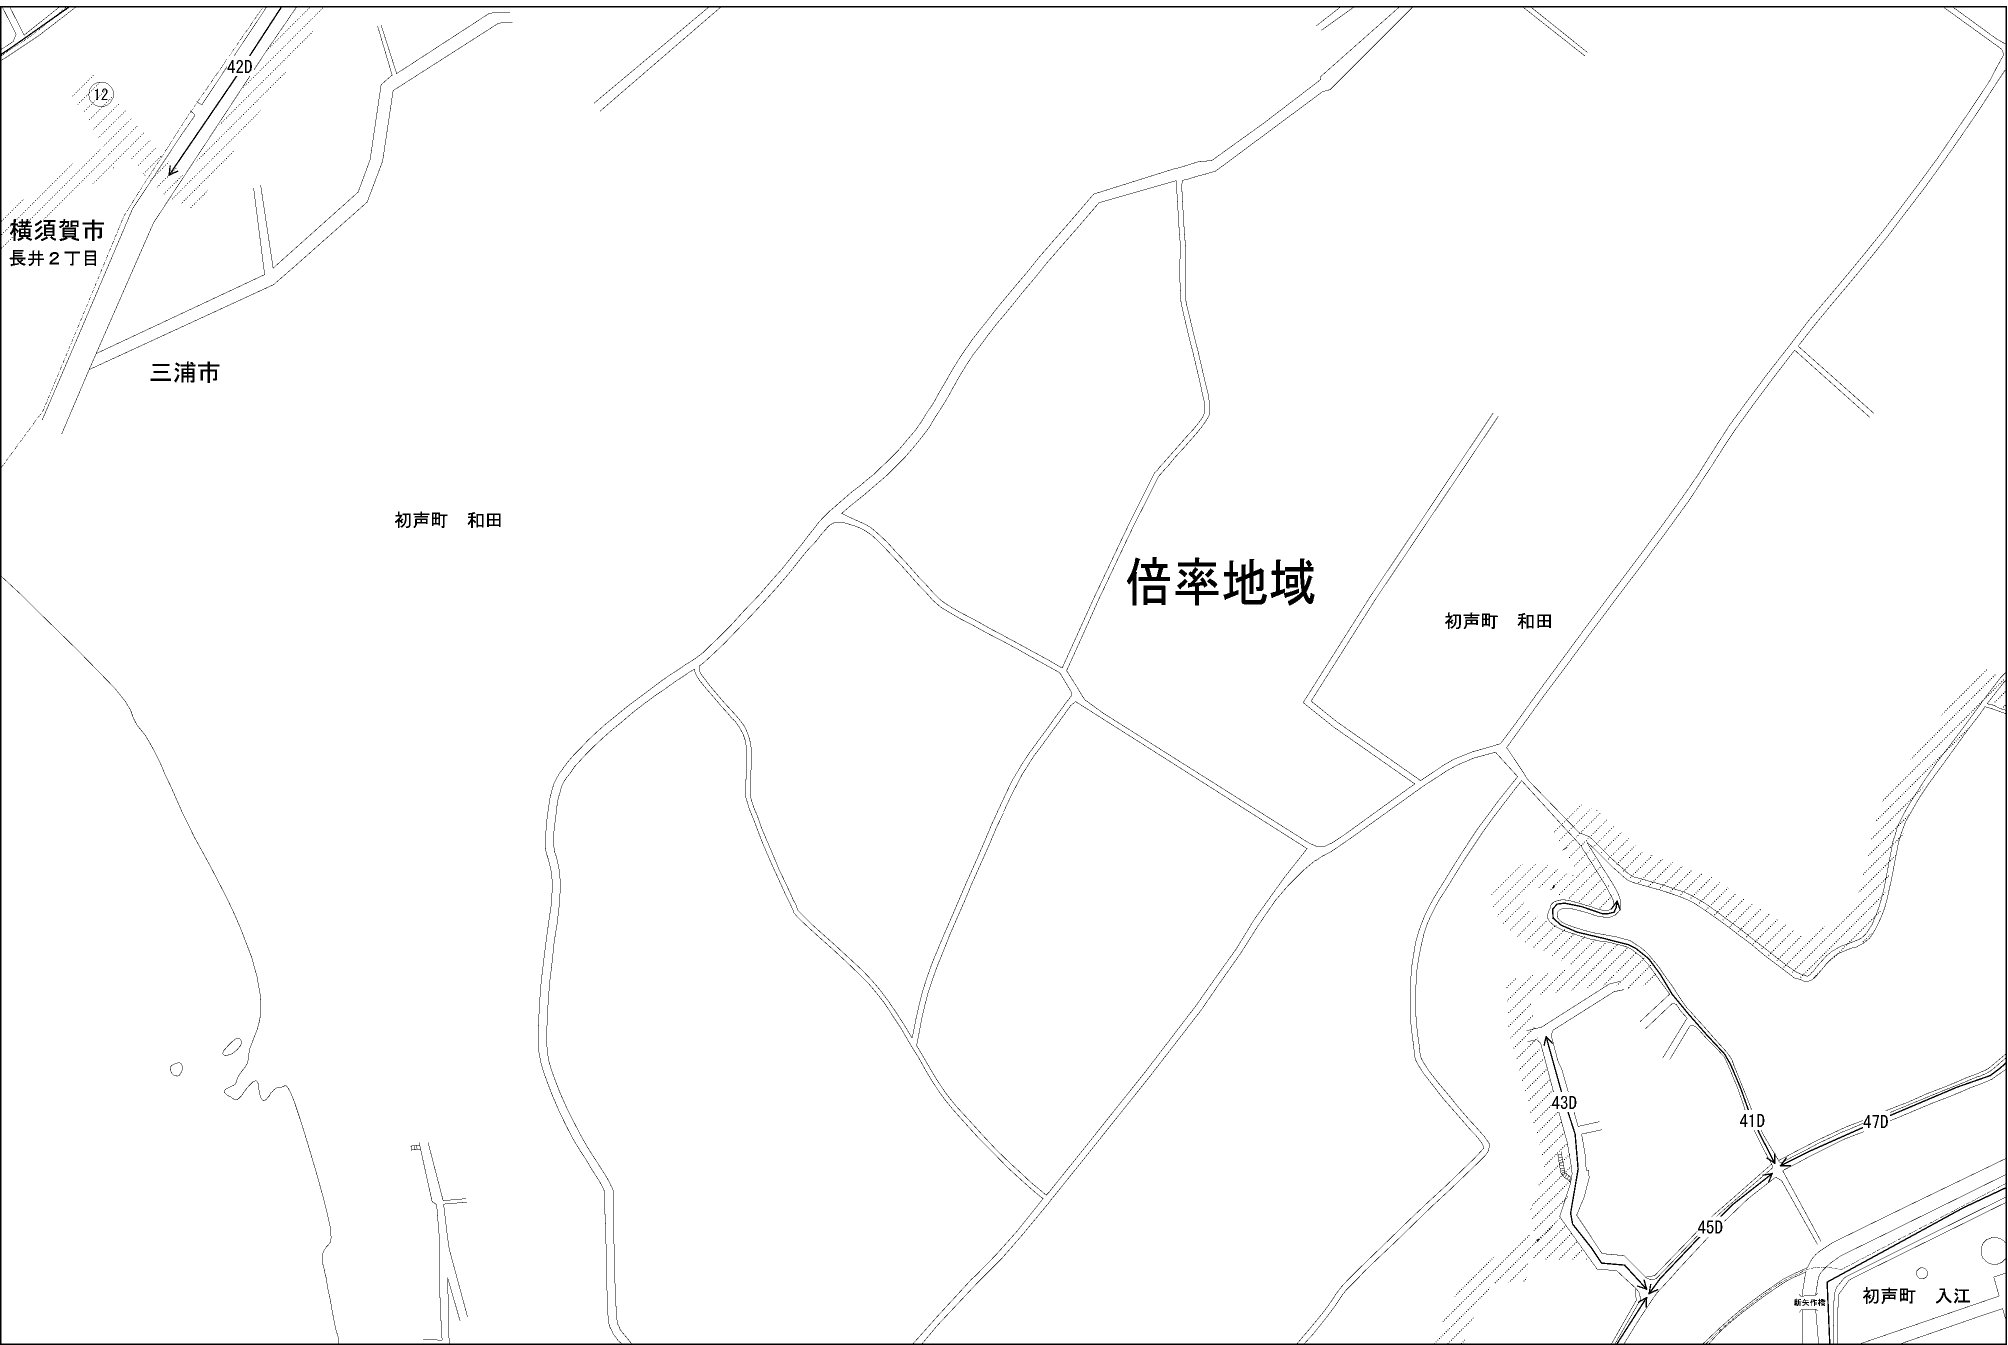 42D
12
横須賀市
長井２丁目
三浦市
初声町　和田
倍率地域
初声町　和田
43D
41D
47D
45D
初声町　入江
新矢作橋